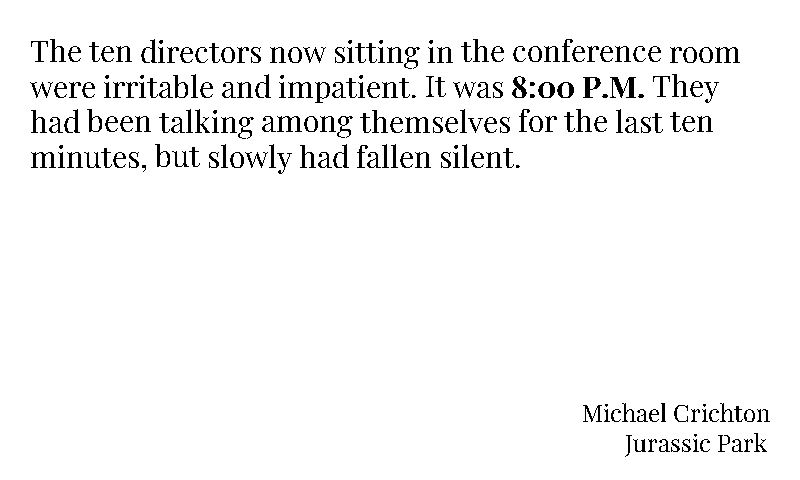 The ten directors now sitting in the conference room
were irritable and impatient. It was 8:00 P.M. They
had been talking among themselves for the last ten
minutes, but slowly had fallen silent.
Michael Crichton
Jurassic Park